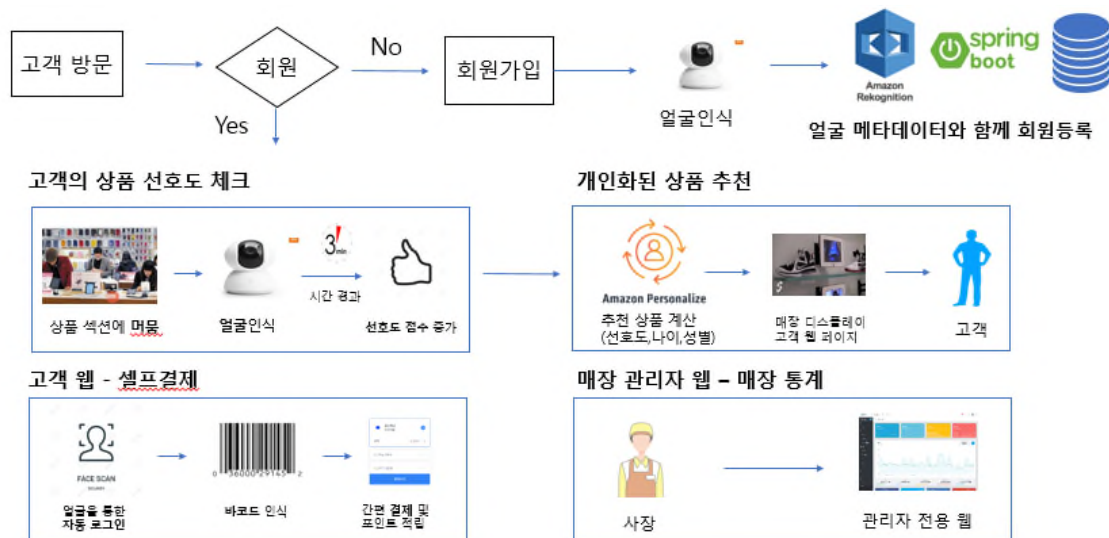 고객 방문
회원
No
Yes
회원가입
얼굴인식
Amazon
Rekognition
spring
boot
얼굴 메타데이터와 함께 회원등록
고객의 상품 선호도 체크
개인화된 상품 추천
상품 섹션에 머묾
얼굴인식
3
min
시간 경과
선호도 점수 증가
Amazon Personalize
추천 상품 계산
(선호도,나이,성별)
매장 디스플레이
고객 웹 페이지
고객
고객 웹 - 셀프결제
매장 관리자 웹 – 매장 통계
FACE SCAN
얼굴을 통한
자동 로그인
0 36000 29145 2
바코드 인식
간편 결제 및
포인트 적립
사장
관리자 전용 웹